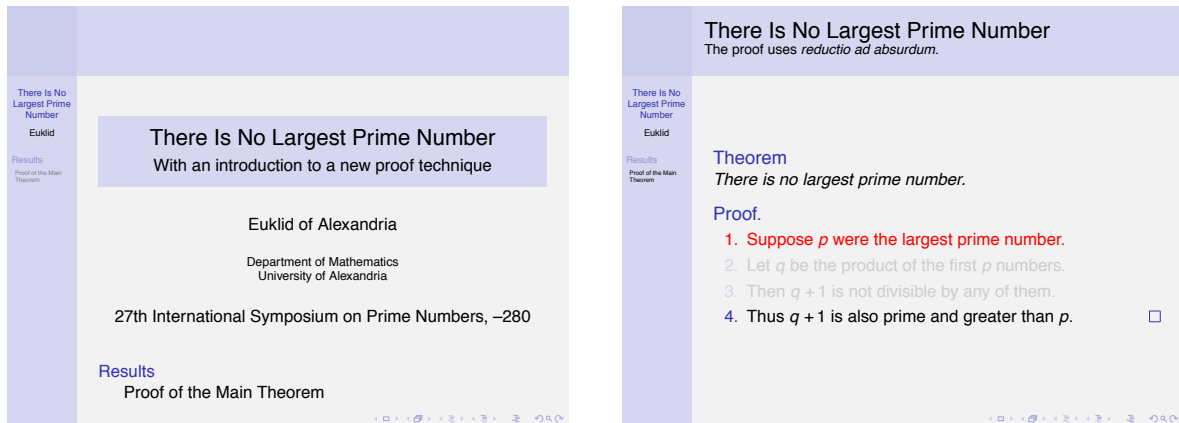 There Is No
Largest Prime
Number
Euklid
Results
Proof of the Main
Theorem
There Is No Largest Prime Number
With an introduction to a new proof technique
Euklid of Alexandria
Department of Mathematics
University of Alexandria
27th International Symposium on Prime Numbers, –280
Results
Proof of the Main Theorem
There Is No Largest Prime Number
The proof uses reductio ad absurdum.
There Is No
Largest Prime
Number
Euklid
Results
Proof of the Main
Theorem
Theorem
There is no largest prime number.
Proof.
1. Suppose p were the largest prime number.
2. Let q be the product of the first p numbers.
3. Then q + 1 is not divisible by any of them.
4. Thus q + 1 is also prime and greater than p. □